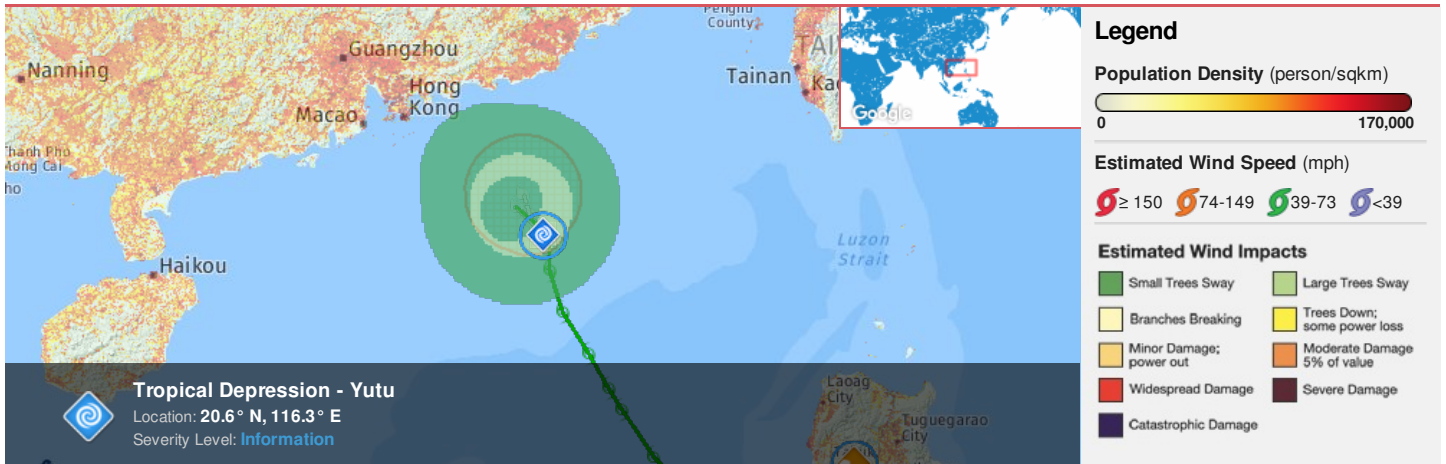 Penghu
County
TAI
Guangzhou
Nanning
Tainan
Hong
Kong
Kao
Macao
Google
Thanh Pho
Mong Cai
ho
Luzon
Strait
Haikou
Laoag
City
Tuguegarao
City
Tropical Depression - Yutu
Location: 20.6° N, 116.3° E
Severity Level: Information
Legend
Population Density (person/sqkm)
0 170,000
Estimated Wind Speed (mph)
≥ 150 74-149 39-73 <39
Estimated Wind Impacts
Small Trees Sway Large Trees Sway
Branches Breaking Trees Down;
some power loss
Minor Damage;
power out Moderate Damage
5% of value
Widespread Damage Severe Damage
Catastrophic Damage